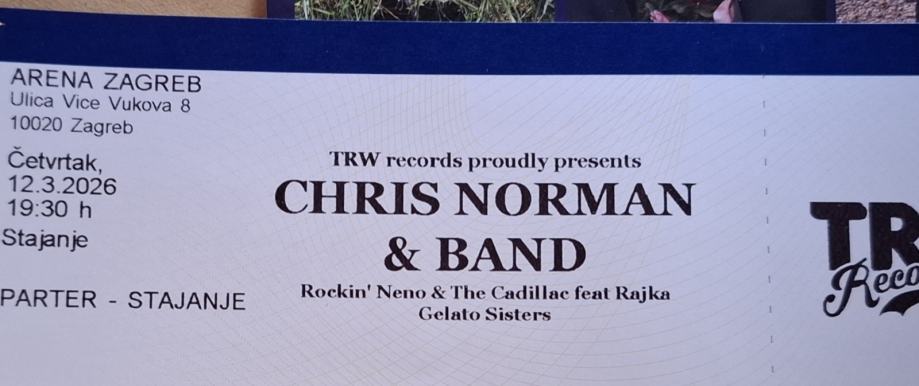 ARENA ZAGREB
Ulica Vice Vukova 8
10020 Zagreb
Četvrtak,
12.3.2026
19:30 h
Stajanje
PARTER - STAJANJE
TRW records proudly presents
CHRIS NORMAN
& BAND
Rockin' Neno & The Cadillac feat Rajka
Gelato Sisters